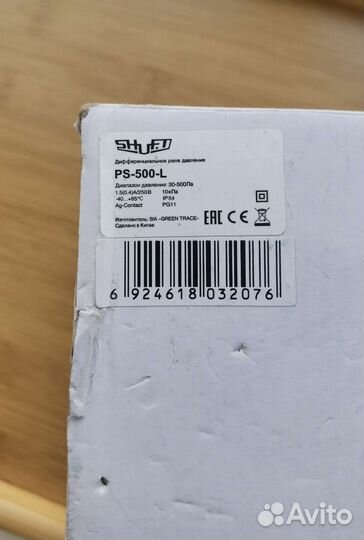 SHUFT
Дифференциальное реле давления
PS-500-L
Диапазон давления 30-500Па
1.5(0.4)А/250В 10кПа
-40...+85°C IP54
Ag-Contact PG11
Изготовитель: SIA «GREEN TRACE»
Сделано в Китае
EAC CE
6 924618 032076
Avito